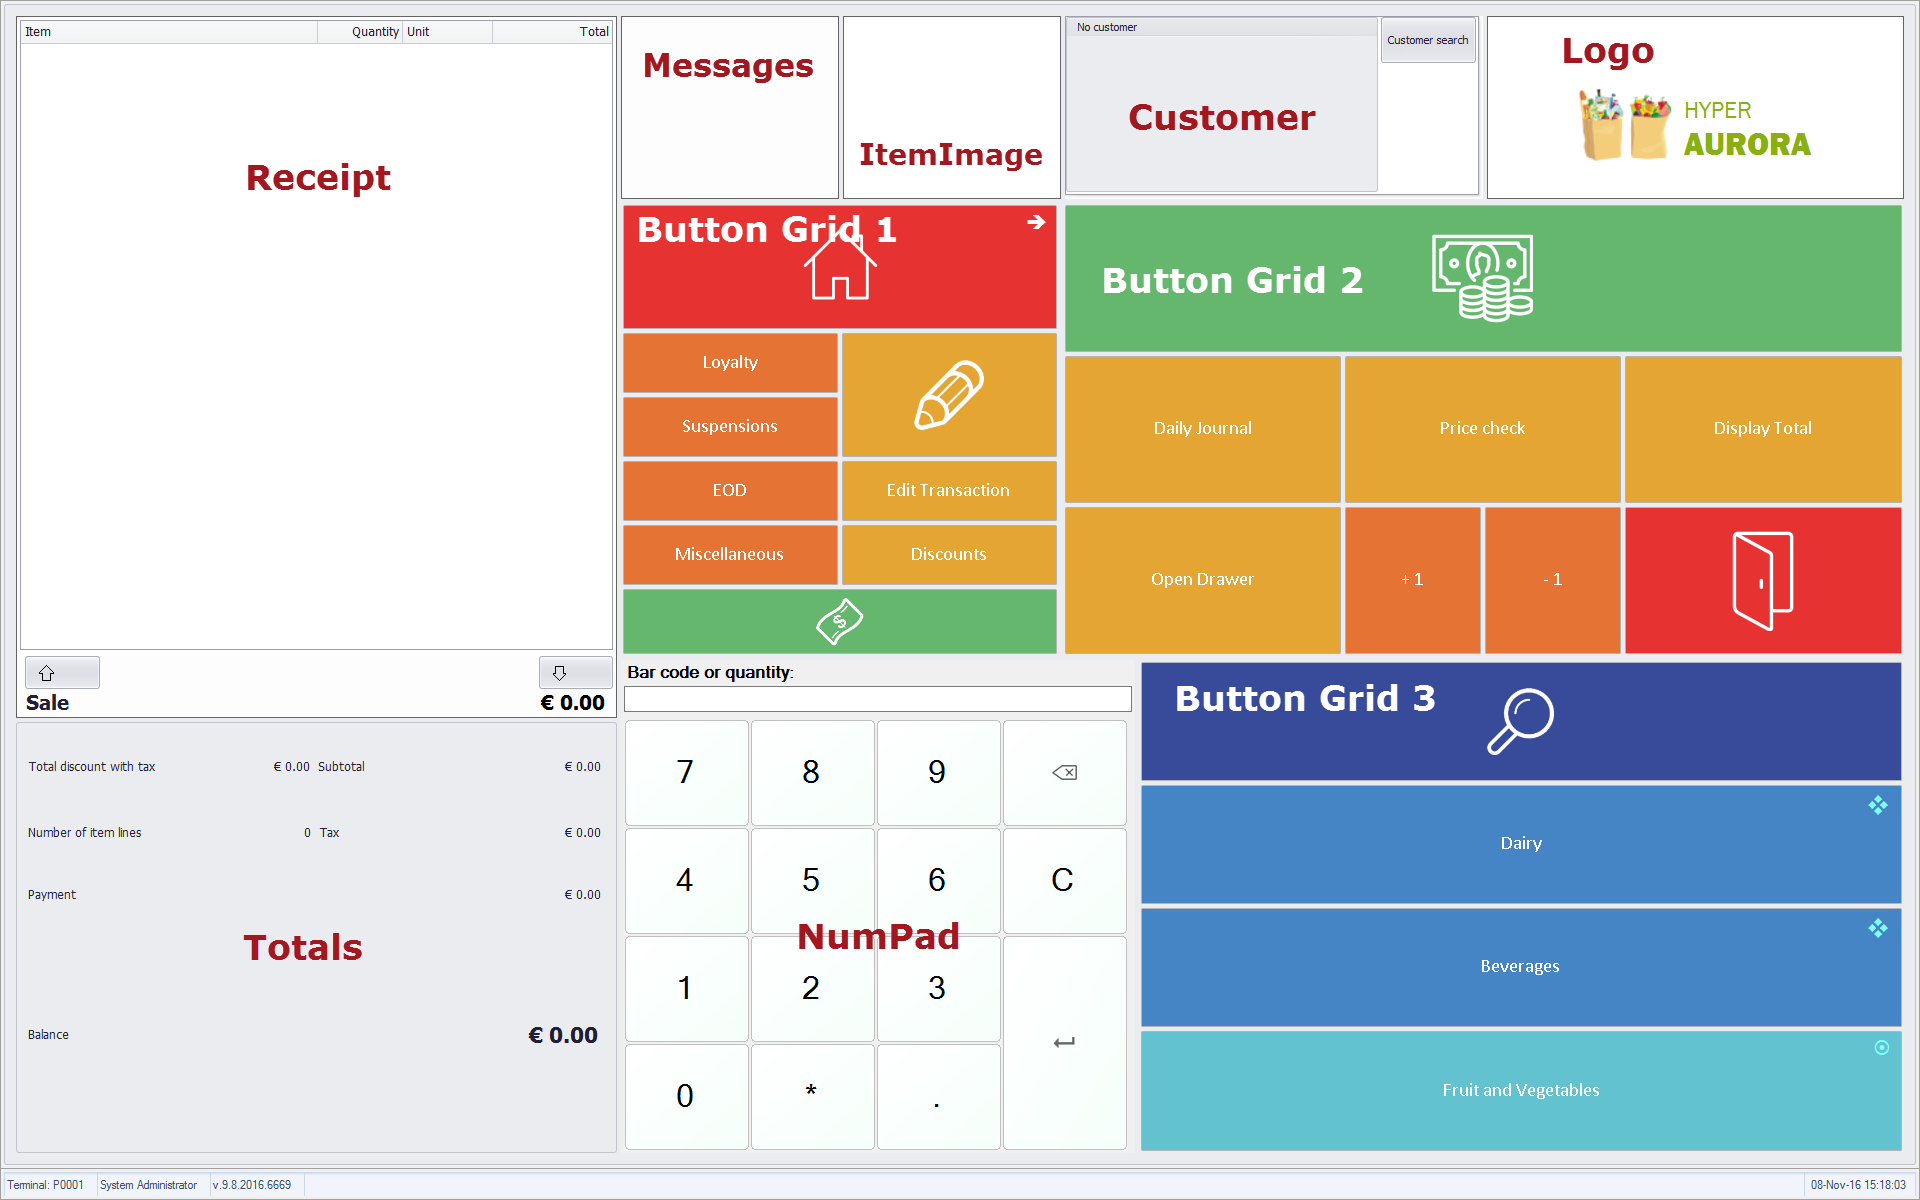 Item Quantity Unit Total
Receipt
Sale € 0.00
Messages
ItemImage
No customer
Customer search
Customer
Logo
HYPER
AURORA
Button Grid 1
Loyalty
Suspensions
EOD
Edit Transaction
Miscellaneous
Discounts
Button Grid 2
Daily Journal
Price check
Display Total
Open Drawer
+ 1
- 1
Total discount with tax € 0.00 Subtotal € 0.00
Number of item lines 0 Tax € 0.00
Payment € 0.00
Totals
Balance € 0.00
Bar code or quantity:
7 8 9
4 5 6 C
NumPad
1 2 3
0 * .
Button Grid 3
Dairy
Beverages
Fruit and Vegetables
Terminal: P0001 System Administrator v.9.8.2016.6669 08-Nov-16 15:18:03